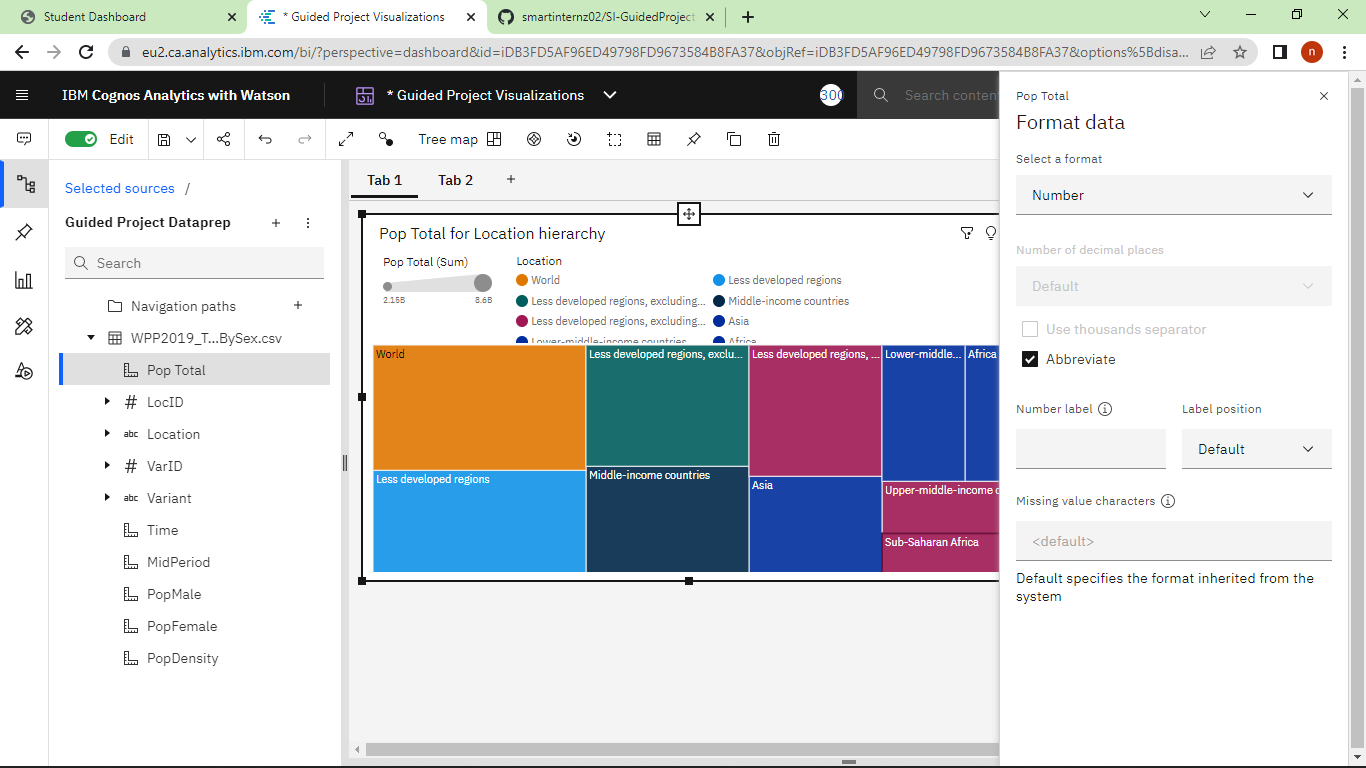 Student Dashboard
* Guided Project Visualizations
smartinternz02/SI-GuidedProject
eu2.ca.analytics.ibm.com/bi/?perspective=dashboard&id=iDB3FD5AF96ED49798FD9673584B8FA37&objRef=iDB3FD5AF96ED49798FD9673584B8FA37&options%5Bdisa...
n
IBM Cognos Analytics with Watson
* Guided Project Visualizations
300
Search conten
Edit
Tree map
Selected sources /
Guided Project Dataprep
Search
Navigation paths
WPP2019_T...BySex.csv
Pop Total
LocID
abc Location
VarID
abc Variant
Time
MidPeriod
PopMale
PopFemale
PopDensity
Tab 1
Tab 2
Pop Total for Location hierarchy
Pop Total (Sum)
2.15B
8.6B
Location
World
Less developed regions
Less developed regions, excluding...
Middle-income countries
Less developed regions, excluding...
Asia
Lower-middle-income countries
Africa
World
Less developed regions, exclu...
Less developed regions, ...
Lower-middle...
Africa
Less developed regions
Middle-income countries
Asia
Upper-middle-income c
Sub-Saharan Africa
Pop Total
Format data
Select a format
Number
Number of decimal places
Default
Use thousands separator
Abbreviate
Number label
Label position
Default
Missing value characters
<default>
Default specifies the format inherited from the
system